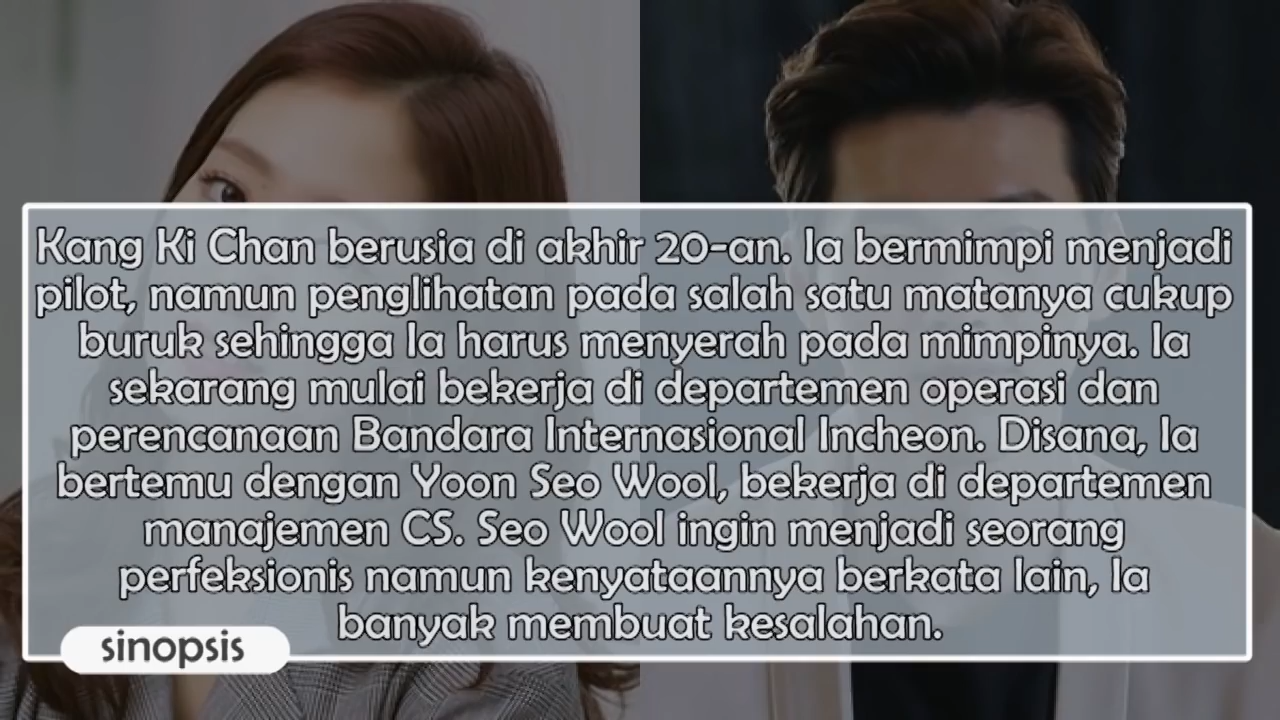 Kang Ki Chan berusia di akhir 20-an. Ia bermimpi menjadi
pilot, namun penglihatan pada salah satu matanya cukup
buruk sehingga Ia harus menyerah pada mimpinya. Ia
sekarang mulai bekerja di departemen operasi dan
perencanaan Bandara Internasional Incheon. Disana, Ia
bertemu dengan Yoon Seo Wool, bekerja di departemen
manajemen CS. Seo Wool ingin menjadi seorang
perfeksionis namun kenyataannya berkata lain, Ia
banyak membuat kesalahan.
sinopsis